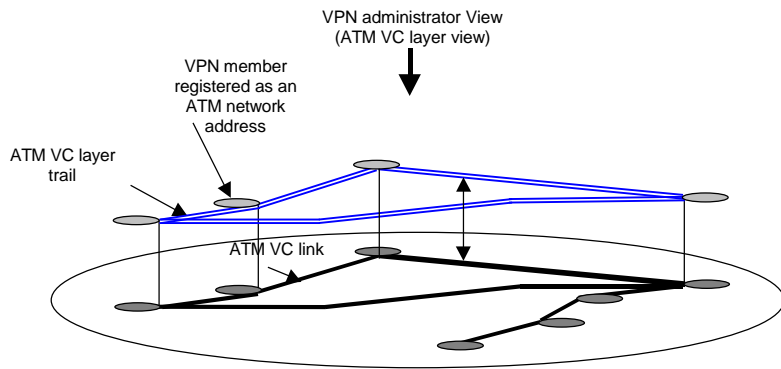 VPN administrator View
(ATM VC layer view)
VPN member
registered as an
ATM network
address
ATM VC layer
trail
ATM VC link